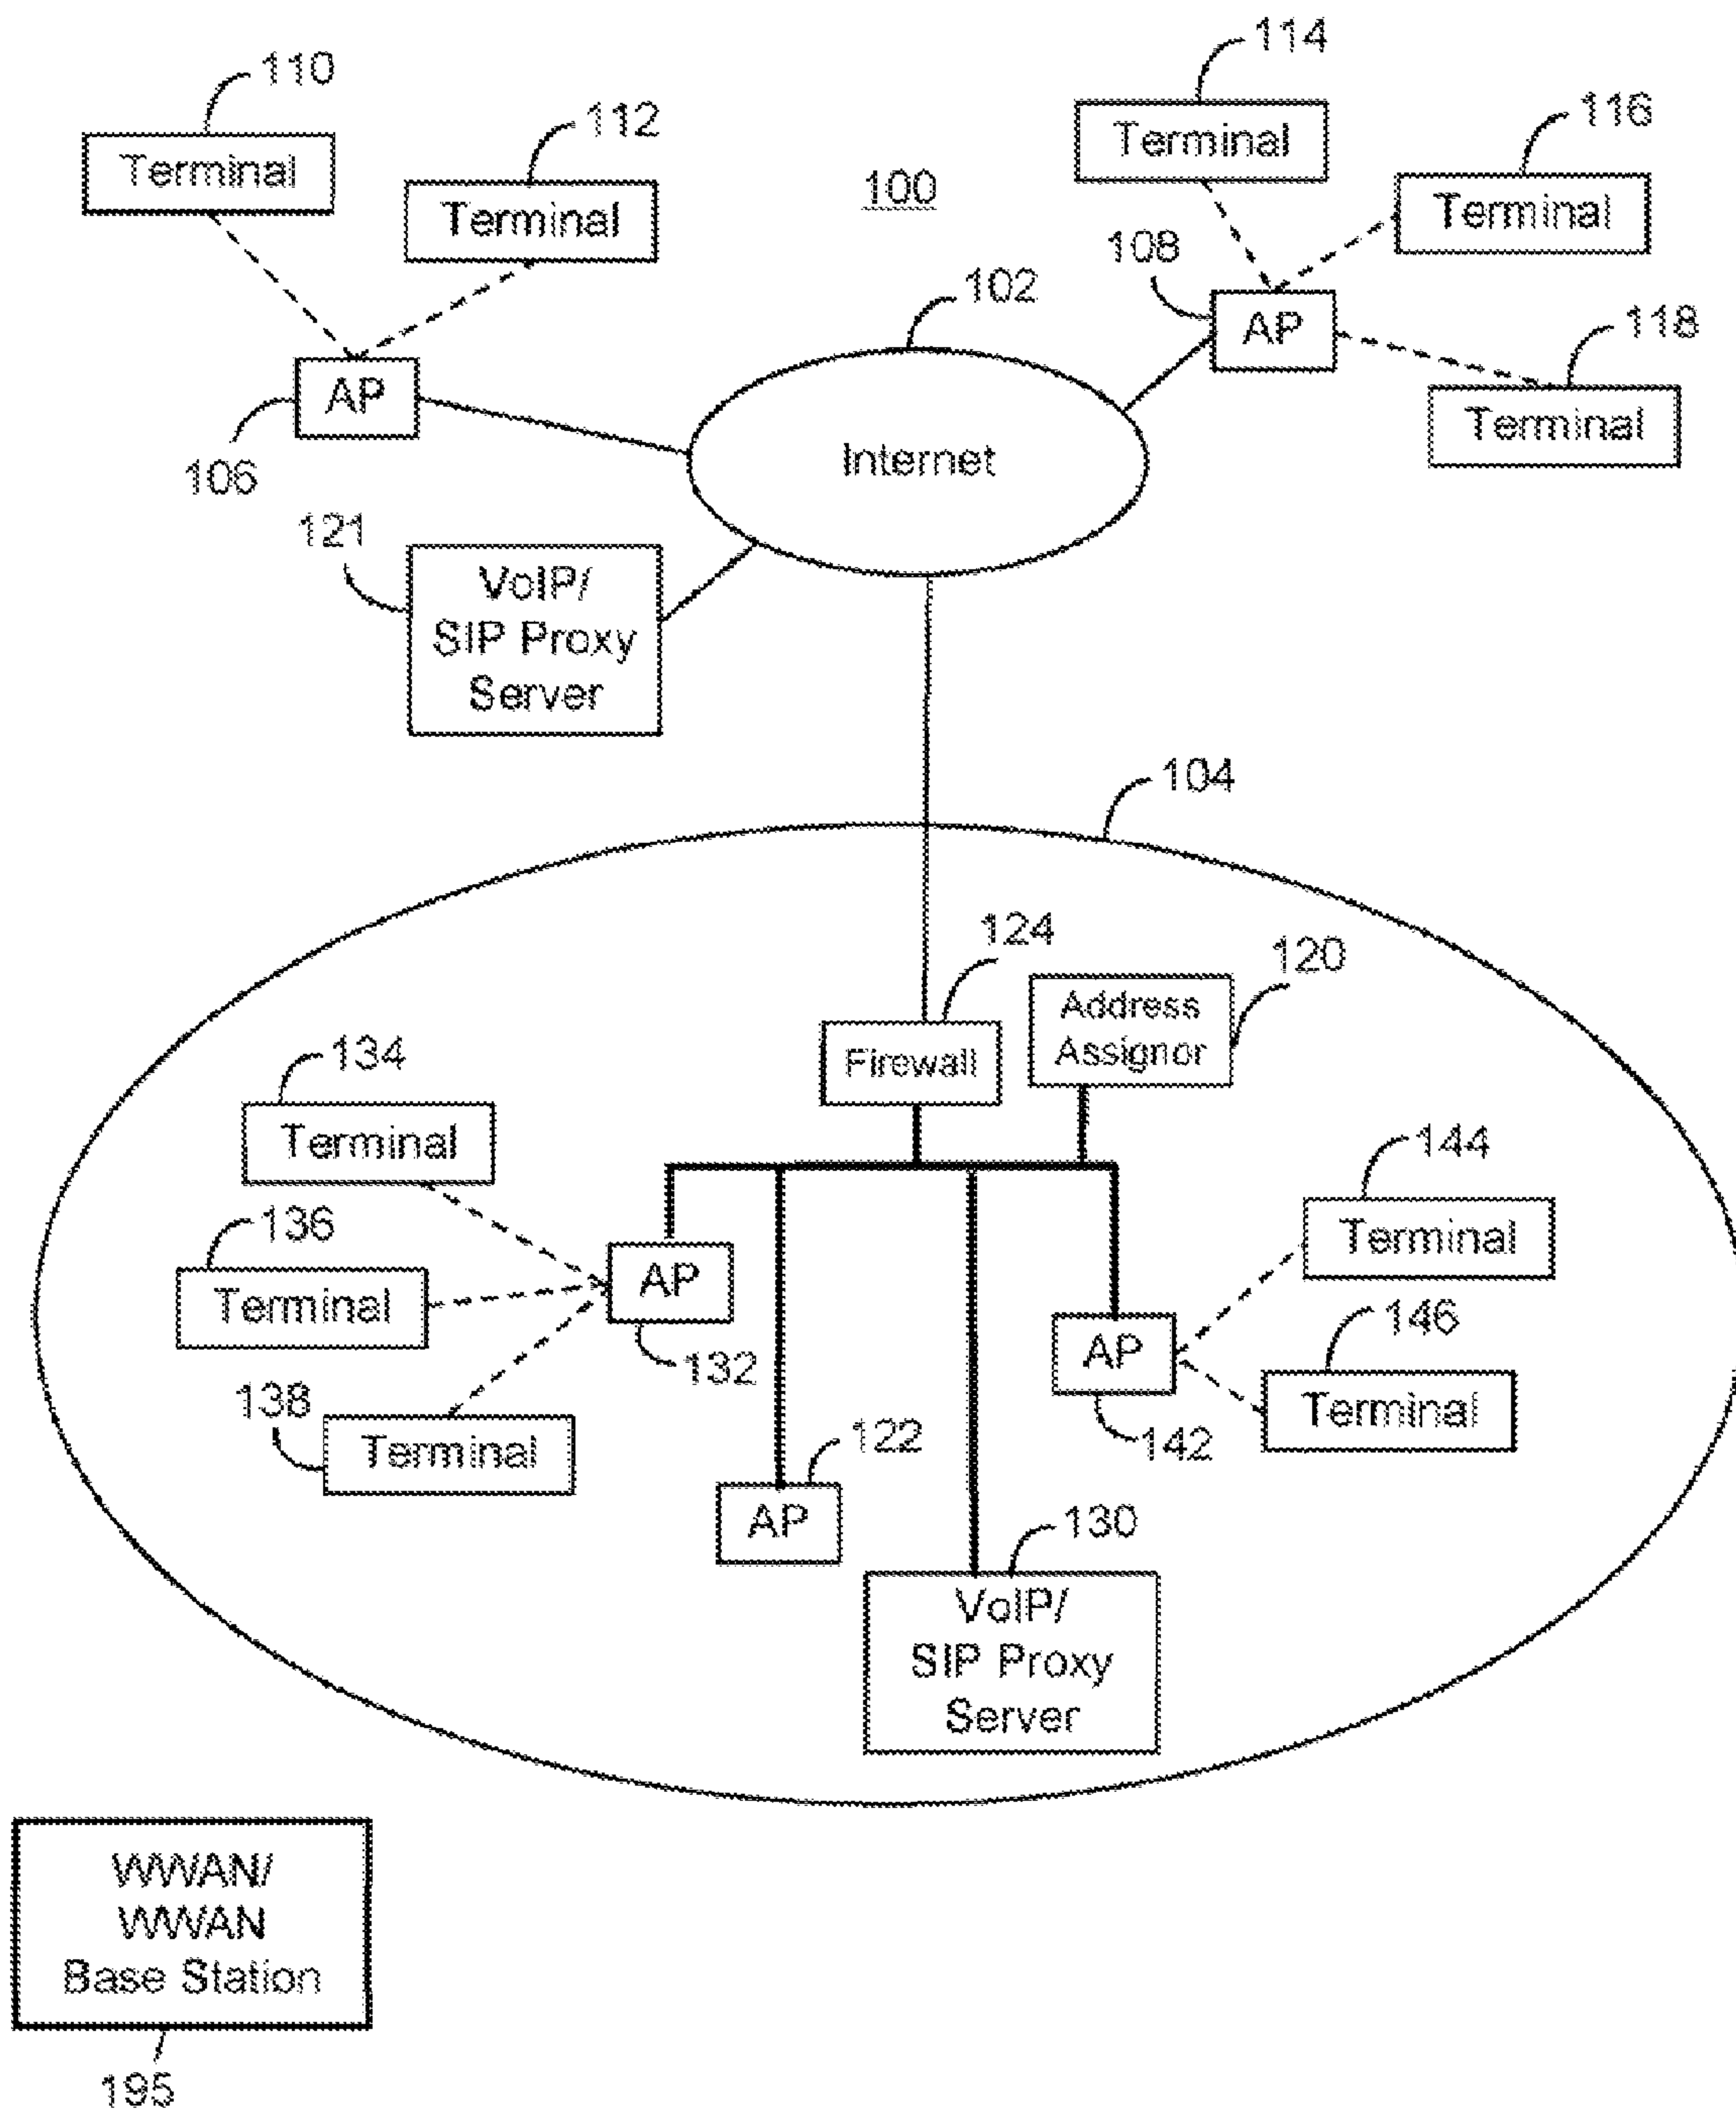 110
Terminal
112
Terminal
100
114
Terminal
116
Terminal
108
AP
118
Terminal
102
Internet
AP
106
121
VoIP/
SIP Proxy
Server
104
124
Firewall
120
Address
Assignor
134
Terminal
136
Terminal
138
Terminal
AP
132
122
AP
130
VoIP/
SIP Proxy
Server
AP
142
144
Terminal
146
Terminal
WWAN/
WWAN
Base Station
195